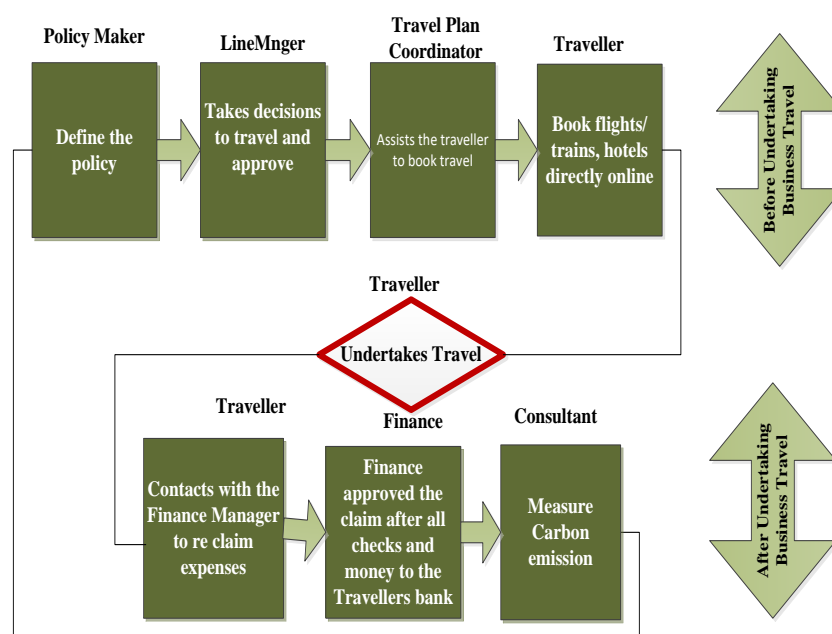 Policy Maker
LineMnger
Travel Plan
Coordinator
Traveller
Define the
policy
Takes decisions
to travel and
approve
Assists the traveller
to book travel
Book flights/
trains, hotels
directly online
Before Undertaking
Business Travel
Traveller
Undertakes Travel
Traveller
Finance
Consultant
Contacts with the
Finance Manager
to re claim
expenses
Finance
approved the
claim after all
checks and
money to the
Travellers bank
Measure
Carbon
emission
After Undertaking
Business Travel